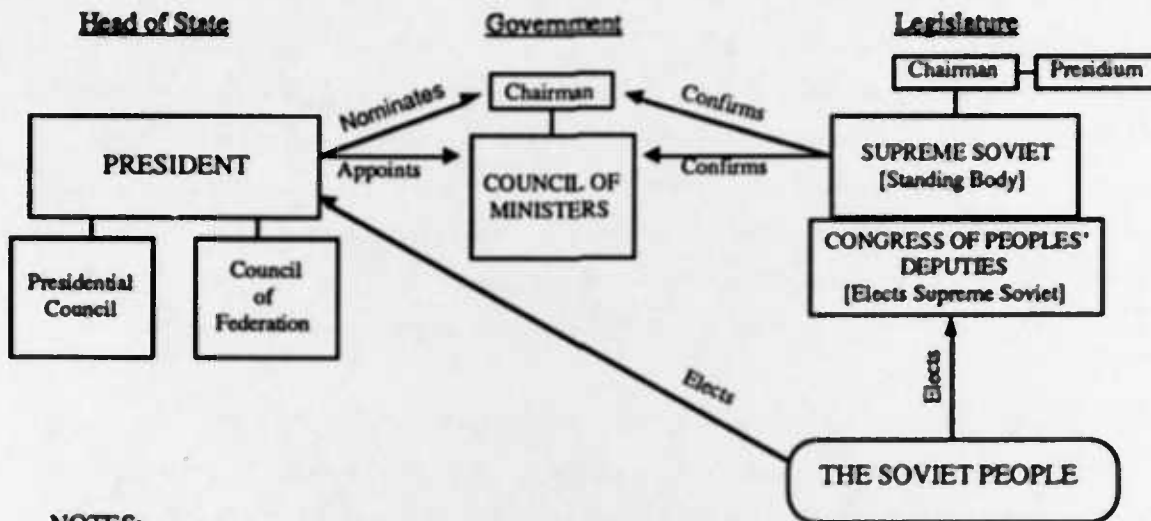 Head of State
Government
Legislature
Chairman
Presidium
Nominates
Chairman
Confirms
PRESIDENT
Appoints
COUNCIL OF
MINISTERS
Confirms
SUPREME SOVIET
[Standing Body]
CONGRESS OF PEOPLES'
DEPUTIES
[Elects Supreme Soviet]
Presidential
Council
Council
of
Federation
Elects
Elects
THE SOVIET PEOPLE
NOTES: